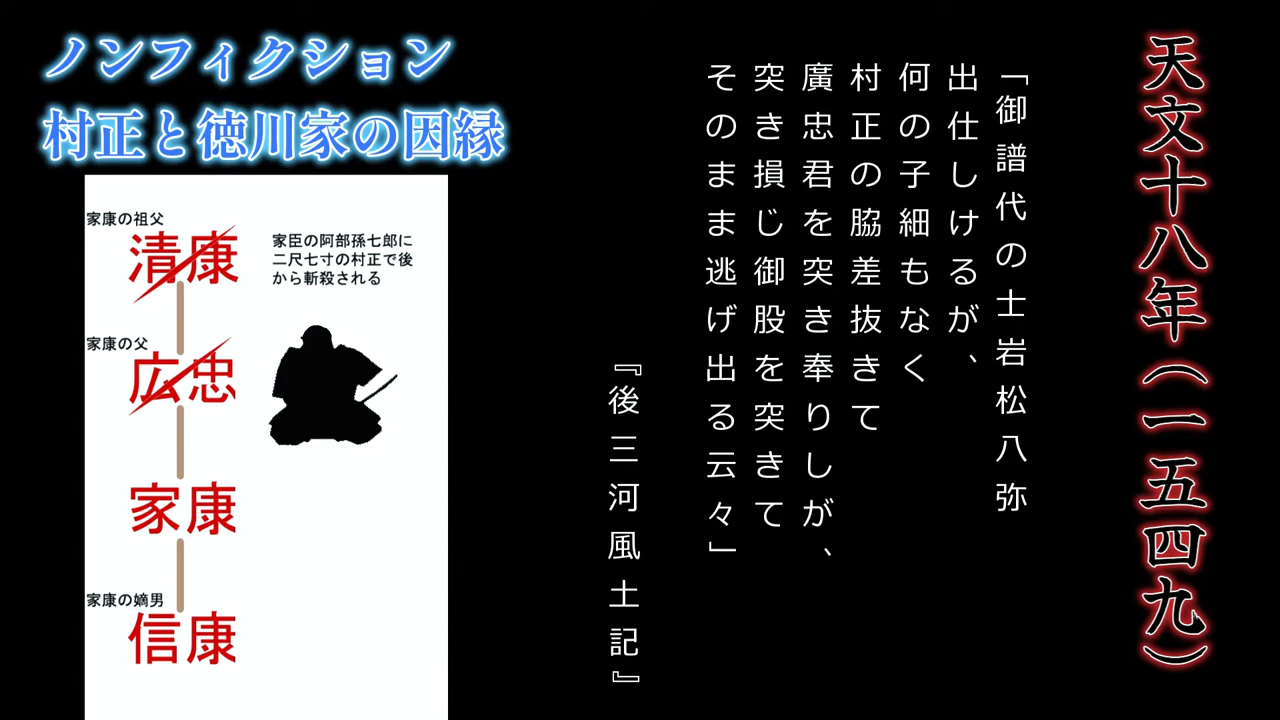 ノンフィクション
村正と徳川家の因縁
天文十八年(一五四九)
「御譜代の士岩松八弥
出仕しけるが、
何の子細もなく
村正の脇差抜きて
廣忠君を突き奉りしが、
突き損じ御股を突きて
そのまま逃げ出る云々」
『後三河風土記』
家康の祖父
清康
家臣の阿部孫七郎に
二尺七寸の村正で後
から斬殺される
家康の父
広忠
家康
家康の嫡男
信康